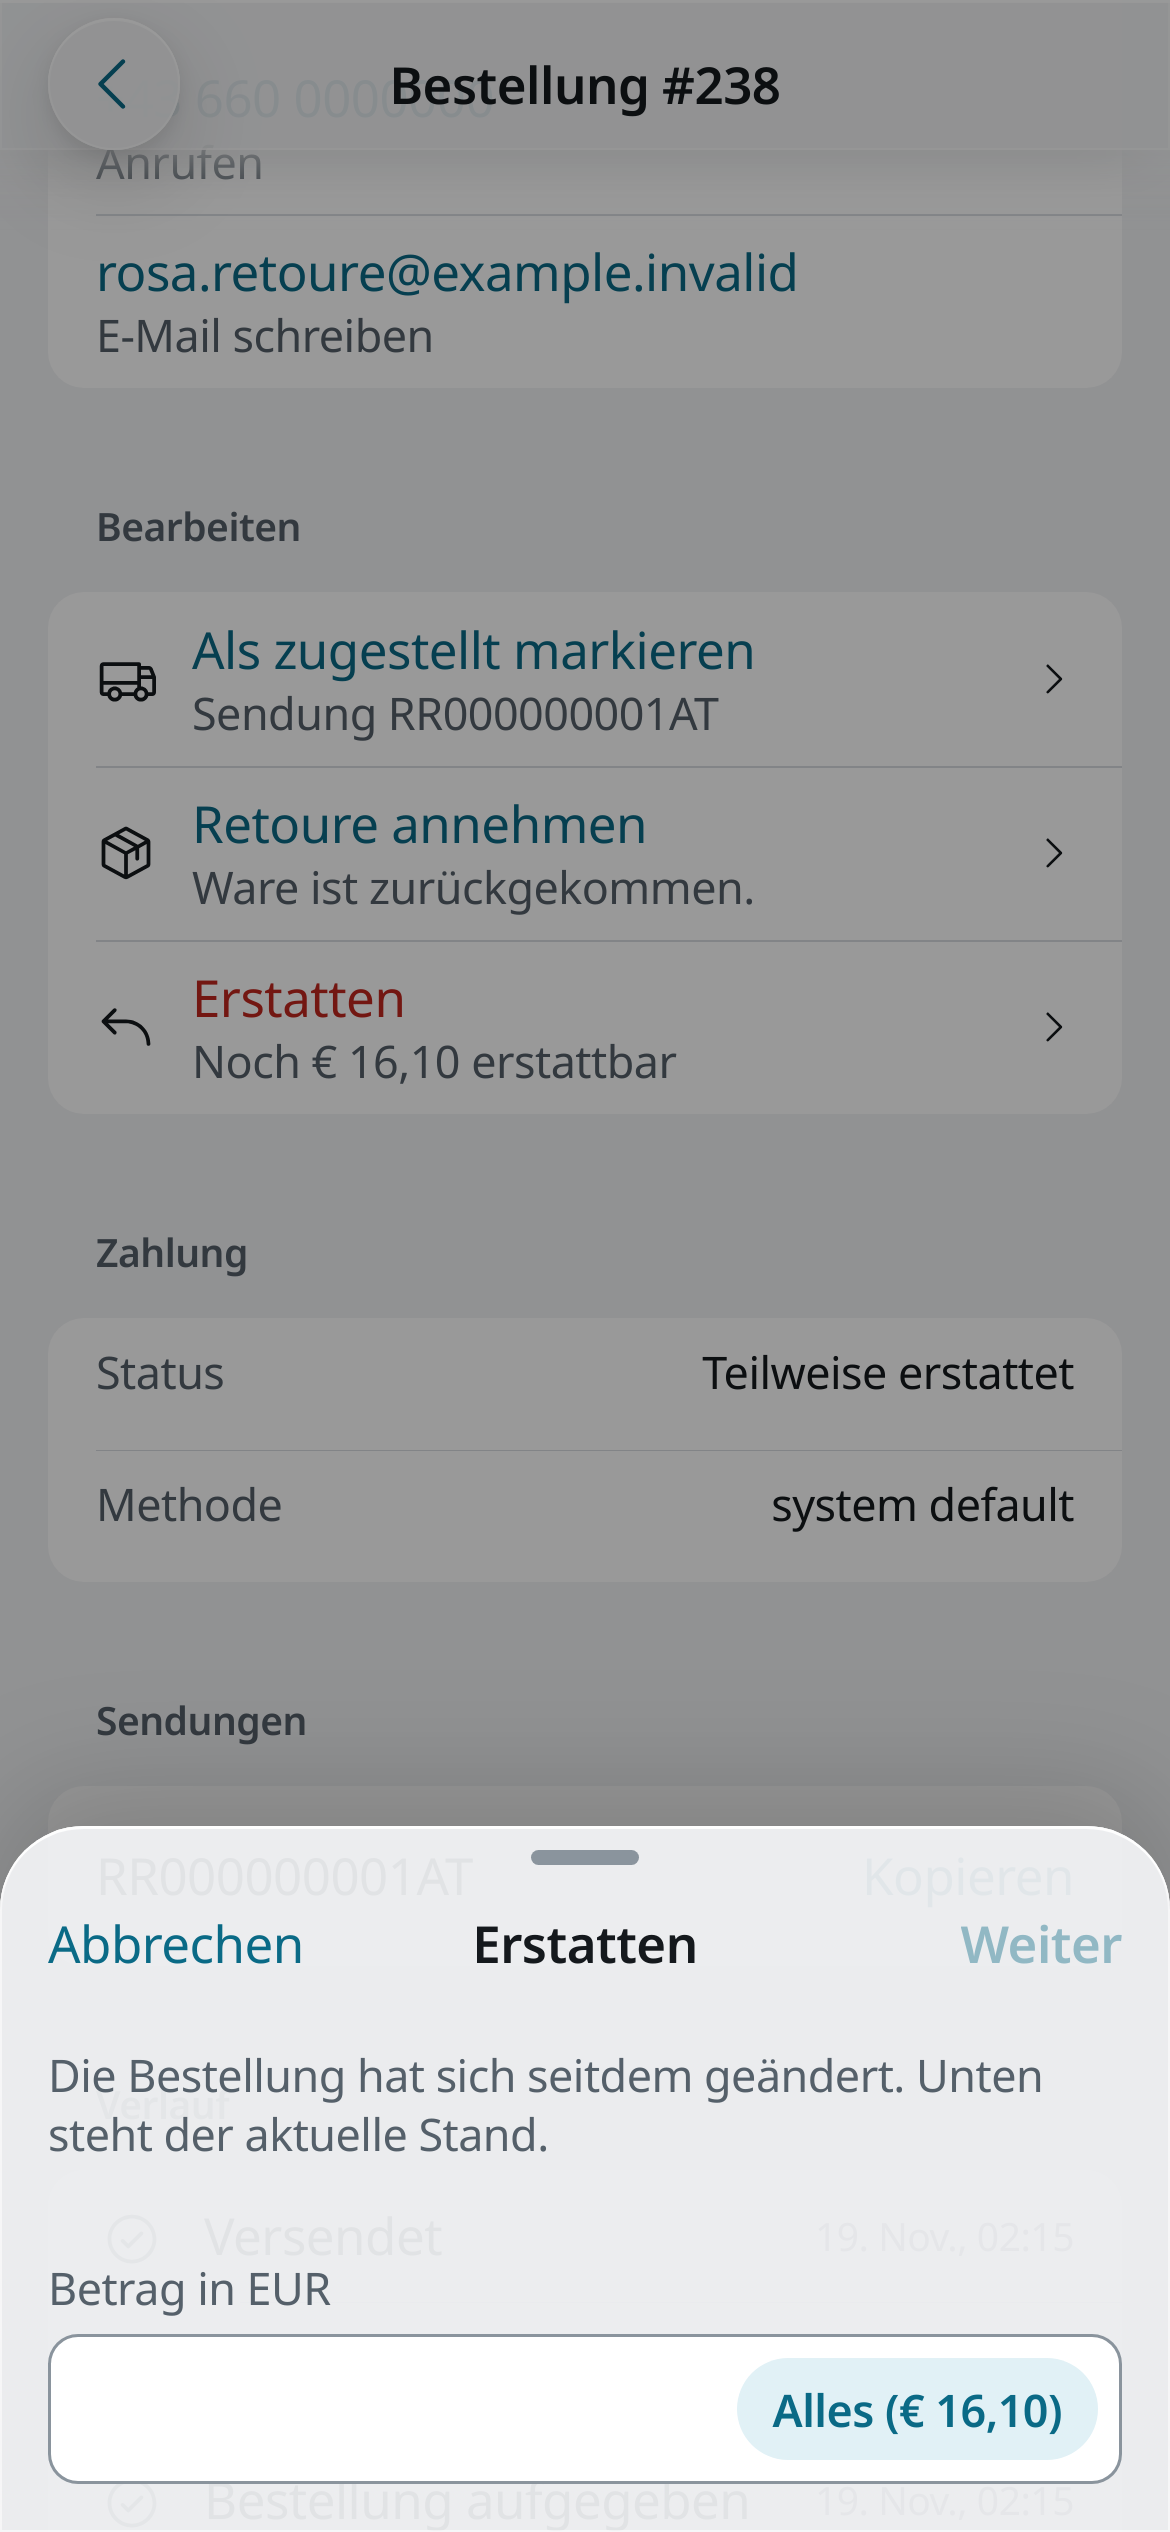 Bestellung #238
660 0000000
Anrufen
rosa.retoure@example.invalid
E-Mail schreiben
Bearbeiten
Als zugestellt markieren
Sendung RR000000001AT
Retoure annehmen
Ware ist zurückgekommen.
Erstatten
Noch € 16,10 erstattbar
Zahlung
Status Teilweise erstattet
Methode system default
Sendungen
RR000000001AT Kopieren
Abbrechen Erstatten Weiter
Die Bestellung hat sich seitdem geändert. Unten
Verlauf
steht der aktuelle Stand.
Versendet 19. Nov., 02:15
Betrag in EUR
Alles (€ 16,10)
Bestellung aufgegeben 19. Nov., 02:15